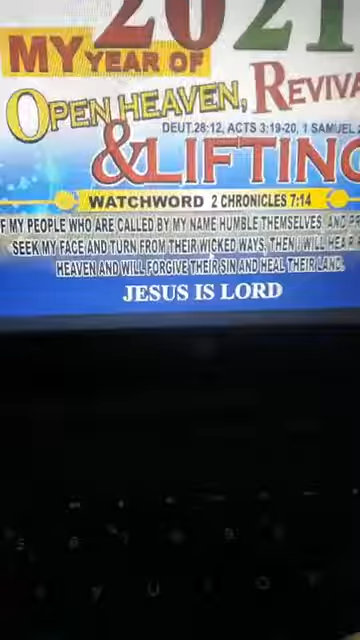 2021
MY YEAR OF
OPEN HEAVEN,
DEUT.28:12, ACTS 3:19-20, 1 SAMUEL
&LIFTING
WATCHWORD 2 CHRONICLES 7:14
MY PEOPLE WHO ARE CALLED BY MY NAME HUMBLE THEMSELVES, AND
SEEK MY FACE AND TURN FROM THEIR WICKED WAYS, THEN I WILL HEAR
HEAVEN AND WILL FORGIVE THEIR SIN AND HEAL THEIR LAND.
JESUS IS LORD